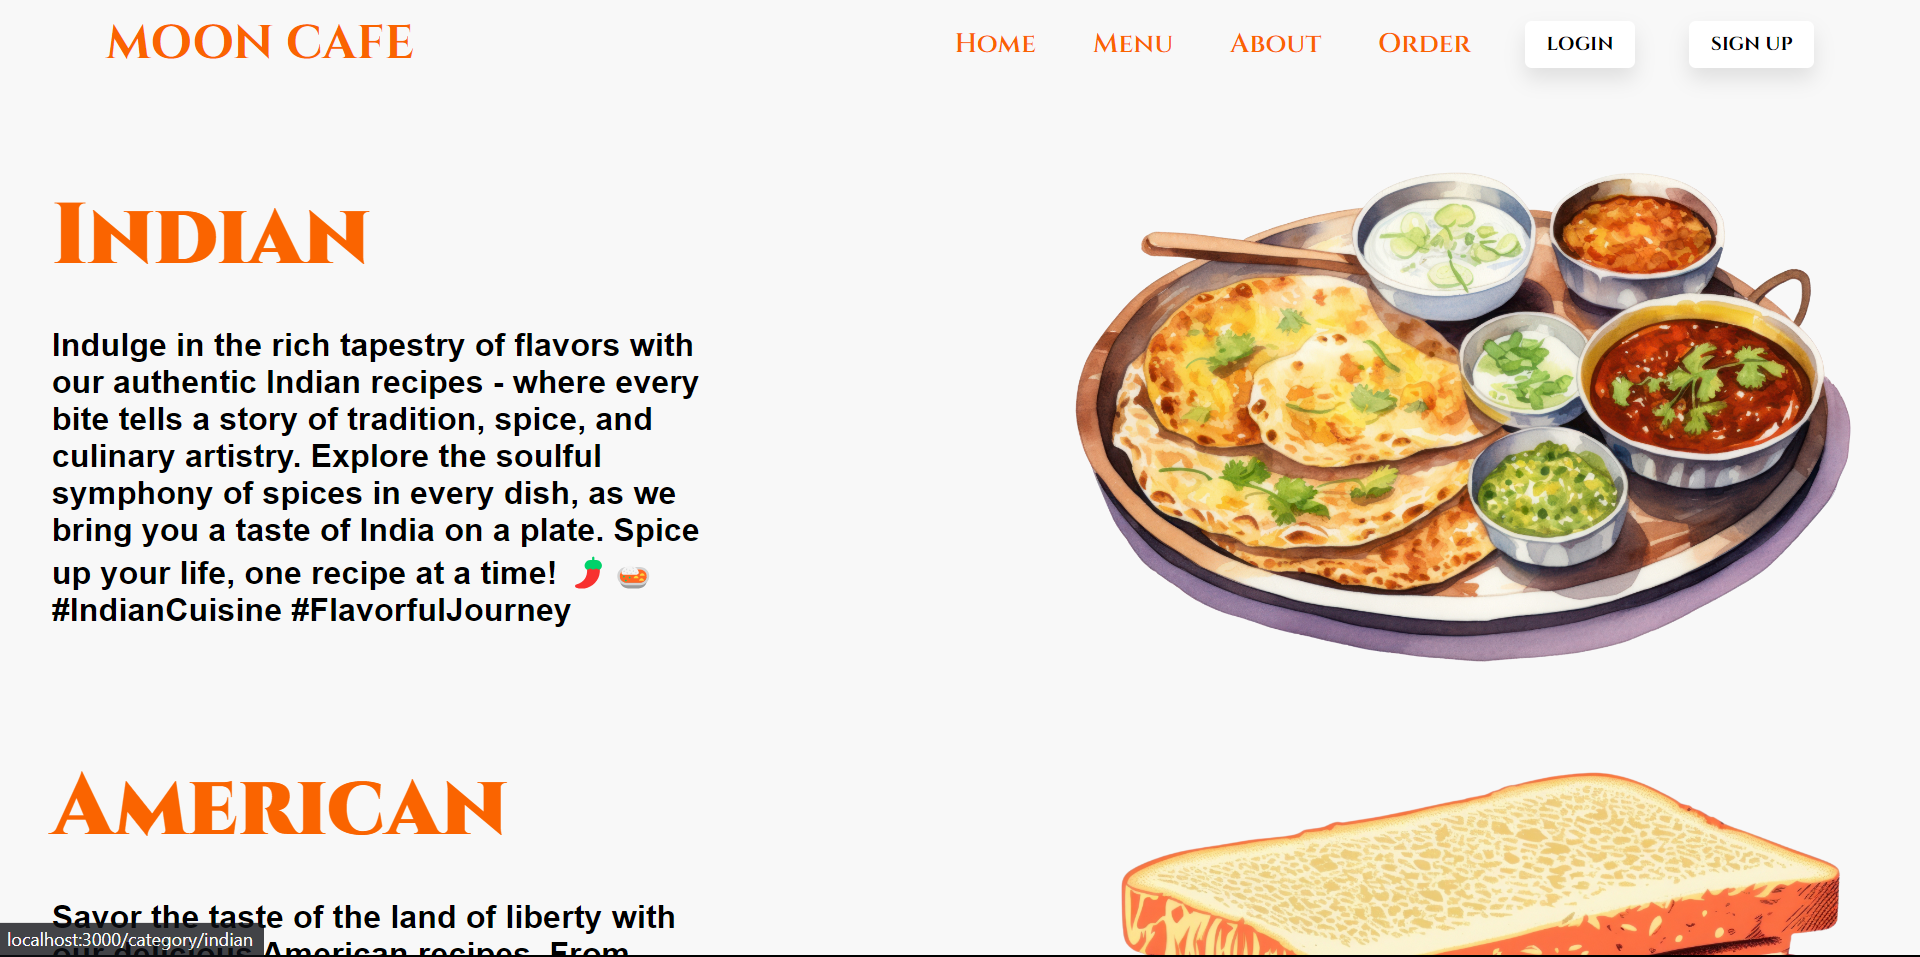 MOON CAFE
HOME MENU ABOUT ORDER LOGIN SIGN UP
INDIAN
Indulge in the rich tapestry of flavors with
our authentic Indian recipes - where every
bite tells a story of tradition, spice, and
culinary artistry. Explore the soulful
symphony of spices in every dish, as we
bring you a taste of India on a plate. Spice
up your life, one recipe at a time! 🌶️ 🍛
#IndianCuisine #FlavorfulJourney
AMERICAN
Savor the taste of the land of liberty with
our delicious American recipes. From
localhost:3000/category/indian